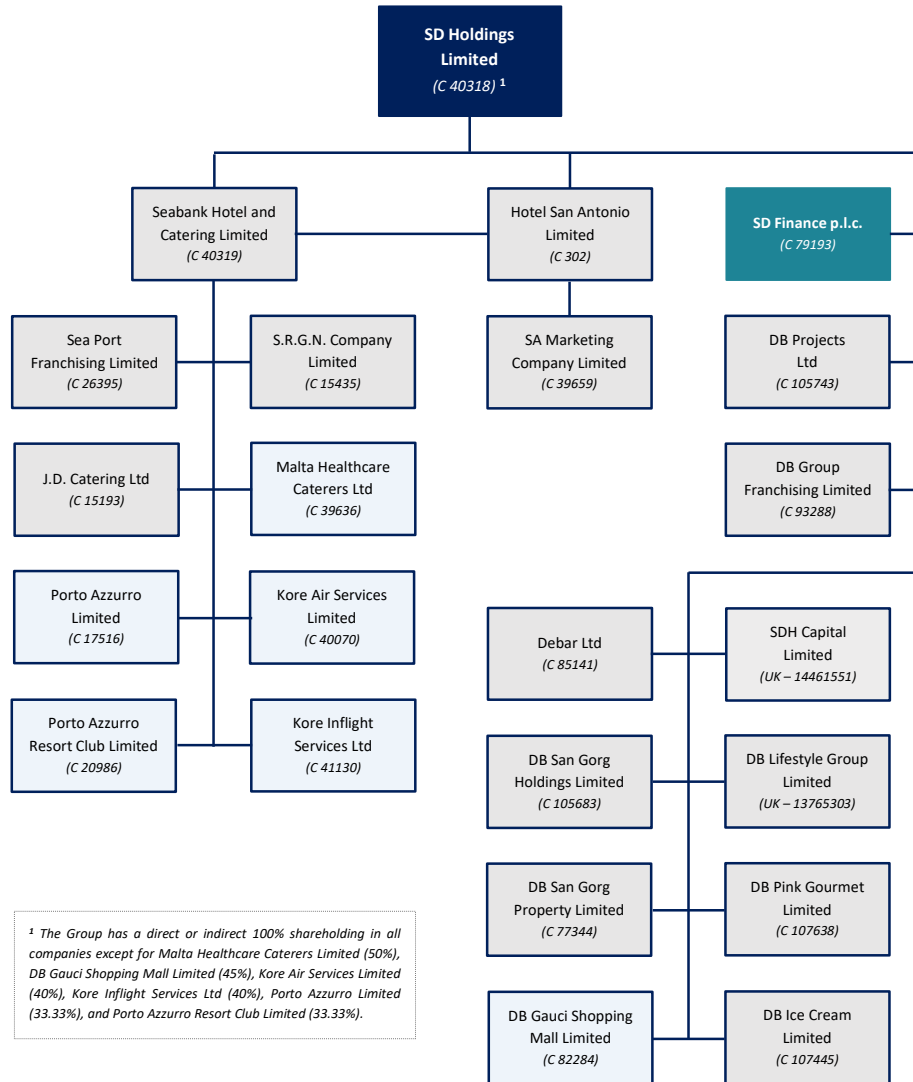 SD Holdings
Limited
(C 40318) ¹
Seabank Hotel and
Catering Limited
(C 40319)
Hotel San Antonio
Limited
(C 302)
SD Finance p.l.c.
(C 79193)
Sea Port
Franchising Limited
(C 26395)
S.R.G.N. Company
Limited
(C 15435)
SA Marketing
Company Limited
(C 39659)
DB Projects
Ltd
(C 105743)
J.D. Catering Ltd
(C 15193)
Malta Healthcare
Caterers Ltd
(C 39636)
DB Group
Franchising Limited
(C 93288)
Porto Azzurro
Limited
(C 17516)
Kore Air Services
Limited
(C 40070)
Debar Ltd
(C 85141)
SDH Capital
Limited
(UK – 14461551)
Porto Azzurro
Resort Club Limited
(C 20986)
Kore Inflight
Services Ltd
(C 41130)
DB San Gorg
Holdings Limited
(C 105683)
DB Lifestyle Group
Limited
(UK – 13765303)
DB San Gorg
Property Limited
(C 77344)
DB Pink Gourmet
Limited
(C 107638)
¹ The Group has a direct or indirect 100% shareholding in all
companies except for Malta Healthcare Caterers Limited (50%),
DB Gauci Shopping Mall Limited (45%), Kore Air Services Limited
(40%), Kore Inflight Services Ltd (40%), Porto Azzurro Limited
(33.33%), and Porto Azzurro Resort Club Limited (33.33%).
DB Gauci Shopping
Mall Limited
(C 82284)
DB Ice Cream
Limited
(C 107445)